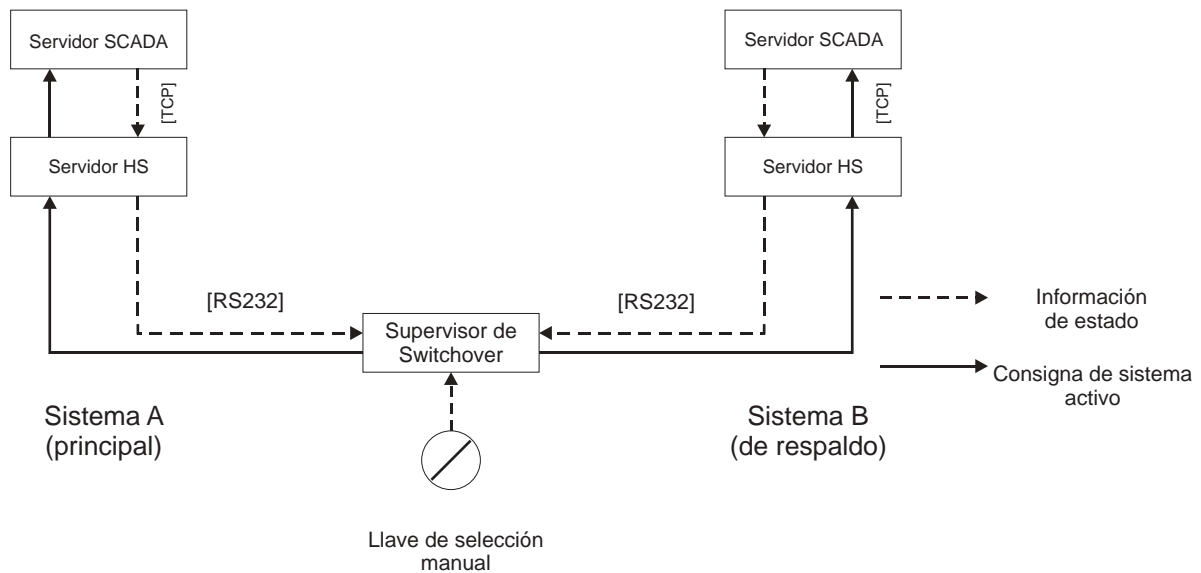 Servidor SCADA
Servidor SCADA
[TCP]
[TCP]
Servidor HS
Servidor HS
[RS232]
[RS232]
Información
de estado
Supervisor de
Switchover
Consigna de sistema
activo
Sistema A
(principal)
Sistema B
(de respaldo)
Llave de selección
manual